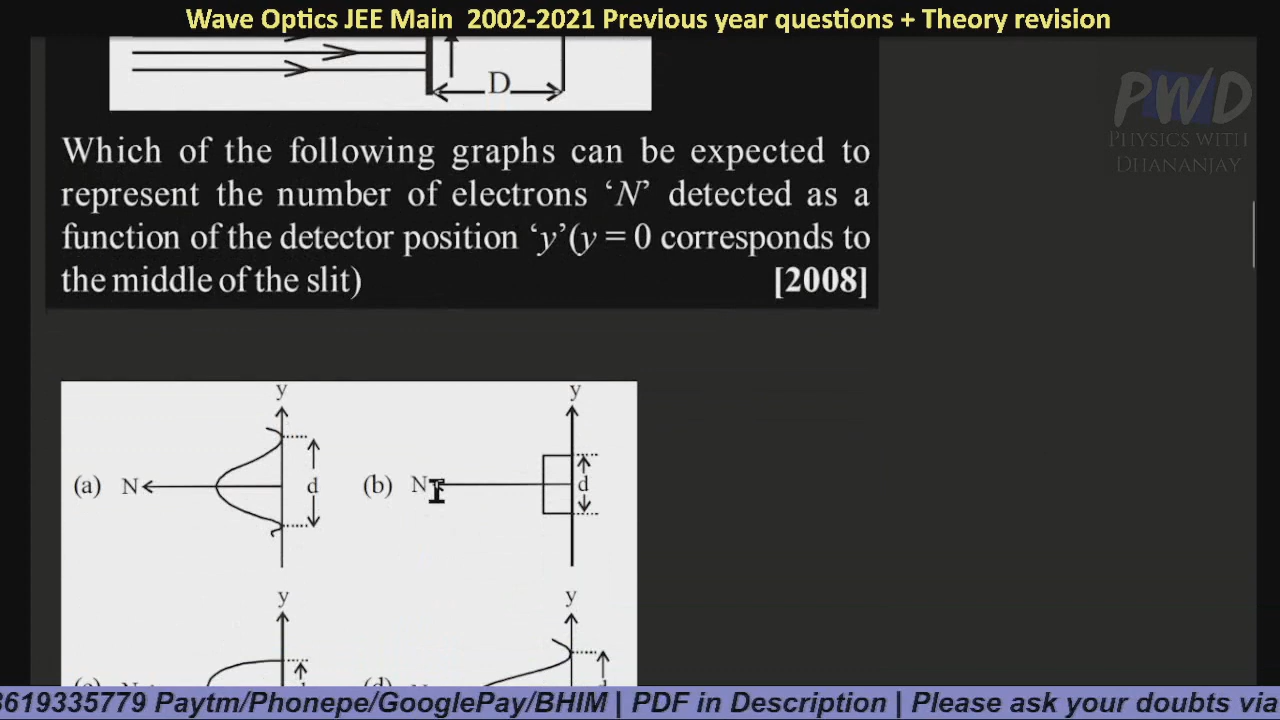 Wave Optics JEE Main 2002-2021 Previous year questions + Theory revision
D
PWD
PHYSICS WITH
DHANANJAY
Which of the following graphs can be expected to
represent the number of electrons ‘N’ detected as a
function of the detector position ‘y’(y = 0 corresponds to
the middle of the slit) [2008]
y y
(a) N d (b) N d
y y
8619335779 Paytm/Phonepe/GooglePay/BHIM | PDF in Description | Please ask your doubts via